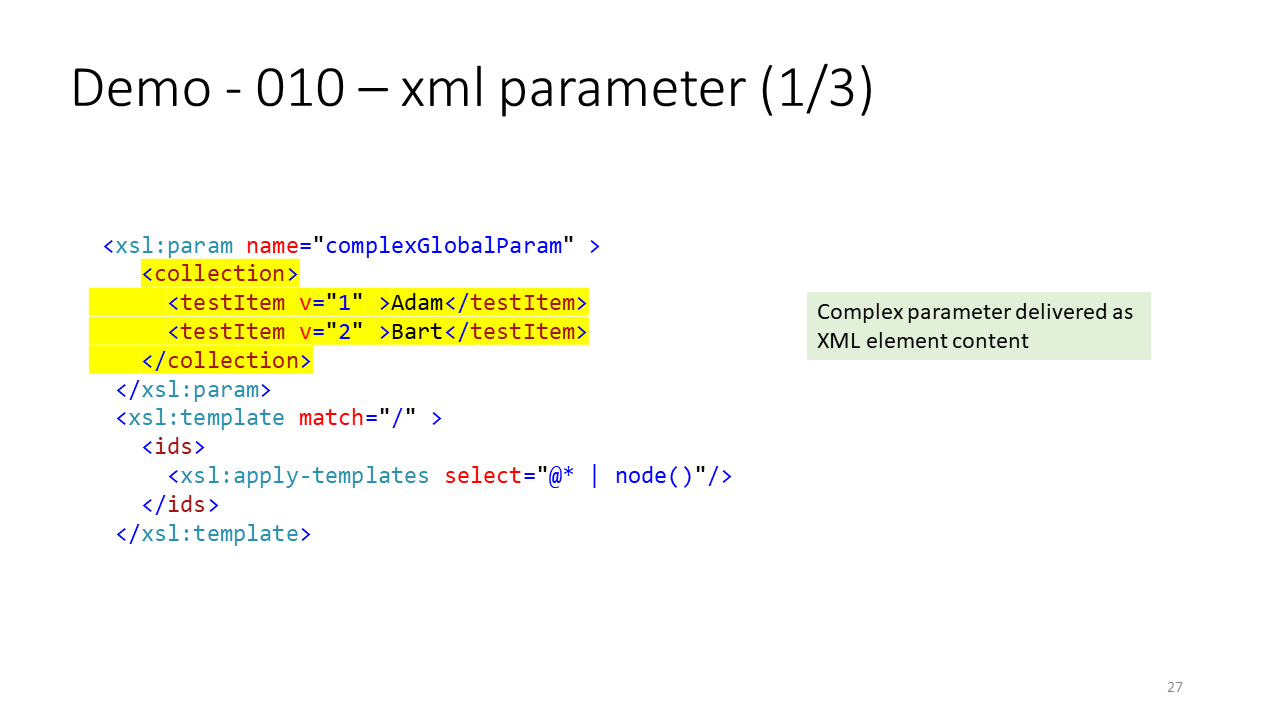 Demo - 010 – xml parameter (1/3)
<xsl:param name="complexGlobalParam" >
<collection>
<testItem v="1" >Adam</testItem>
<testItem v="2" >Bart</testItem>
</collection>
</xsl:param>
<xsl:template match="/" >
<ids>
<xsl:apply-templates select="@* | node()"/>
</ids>
</xsl:template>
Complex parameter delivered as
XML element content
27